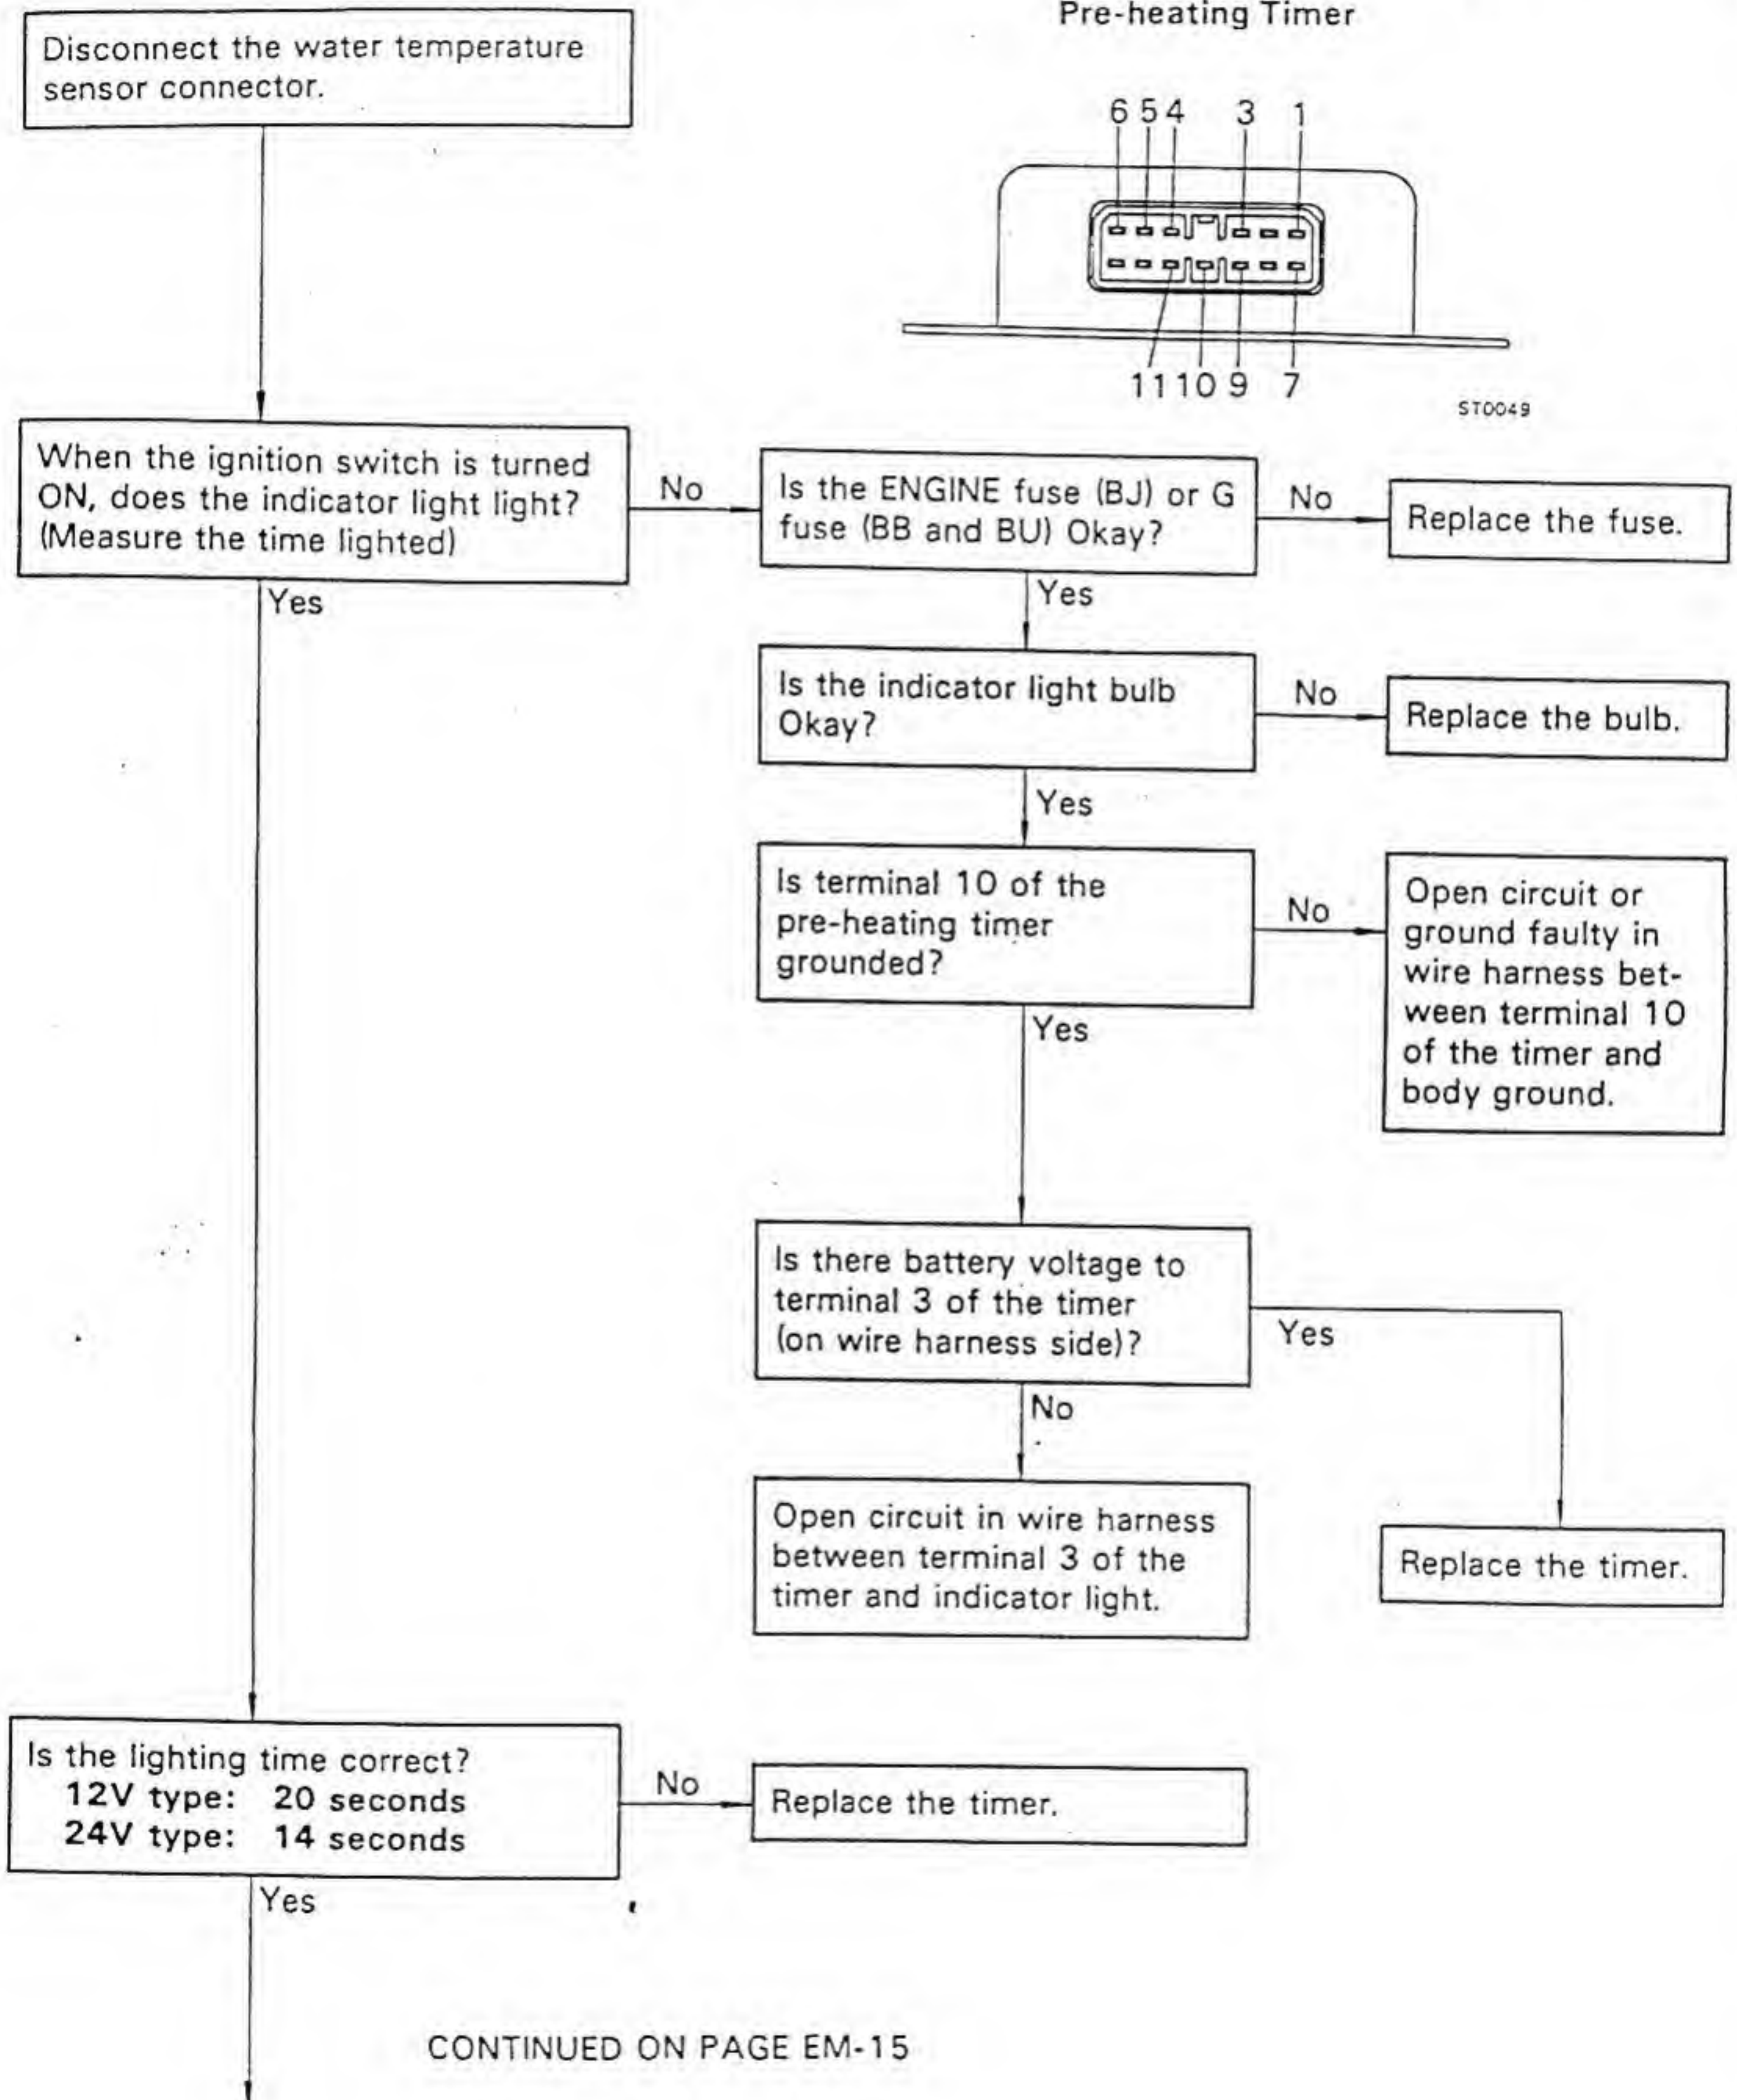 Pre-heating Timer
Disconnect the water temperature
sensor connector.
6 5 4 3 1
11 10 9 7
ST0049
When the ignition switch is turned
ON, does the indicator light light?
(Measure the time lighted)
No
Is the ENGINE fuse (BJ) or G
fuse (BB and BU) Okay?
No
Replace the fuse.
Yes
Yes
Is the indicator light bulb
Okay?
No
Replace the bulb.
Yes
Is terminal 10 of the
pre-heating timer
grounded?
No
Open circuit or
ground faulty in
wire harness bet-
ween terminal 10
of the timer and
body ground.
Yes
Is there battery voltage to
terminal 3 of the timer
(on wire harness side)?
Yes
No
Open circuit in wire harness
between terminal 3 of the
timer and indicator light.
Replace the timer.
Is the lighting time correct?
12V type: 20 seconds
24V type: 14 seconds
No
Replace the timer.
Yes
CONTINUED ON PAGE EM-15